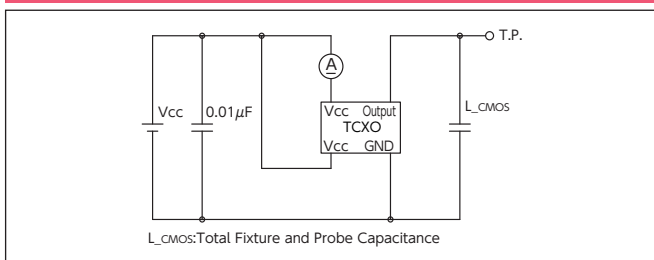 T.P.
A
Vcc
0.01μF
Vcc Output
TCXO
Vcc GND
L_CMOS
L_CMOS:Total Fixture and Probe Capacitance